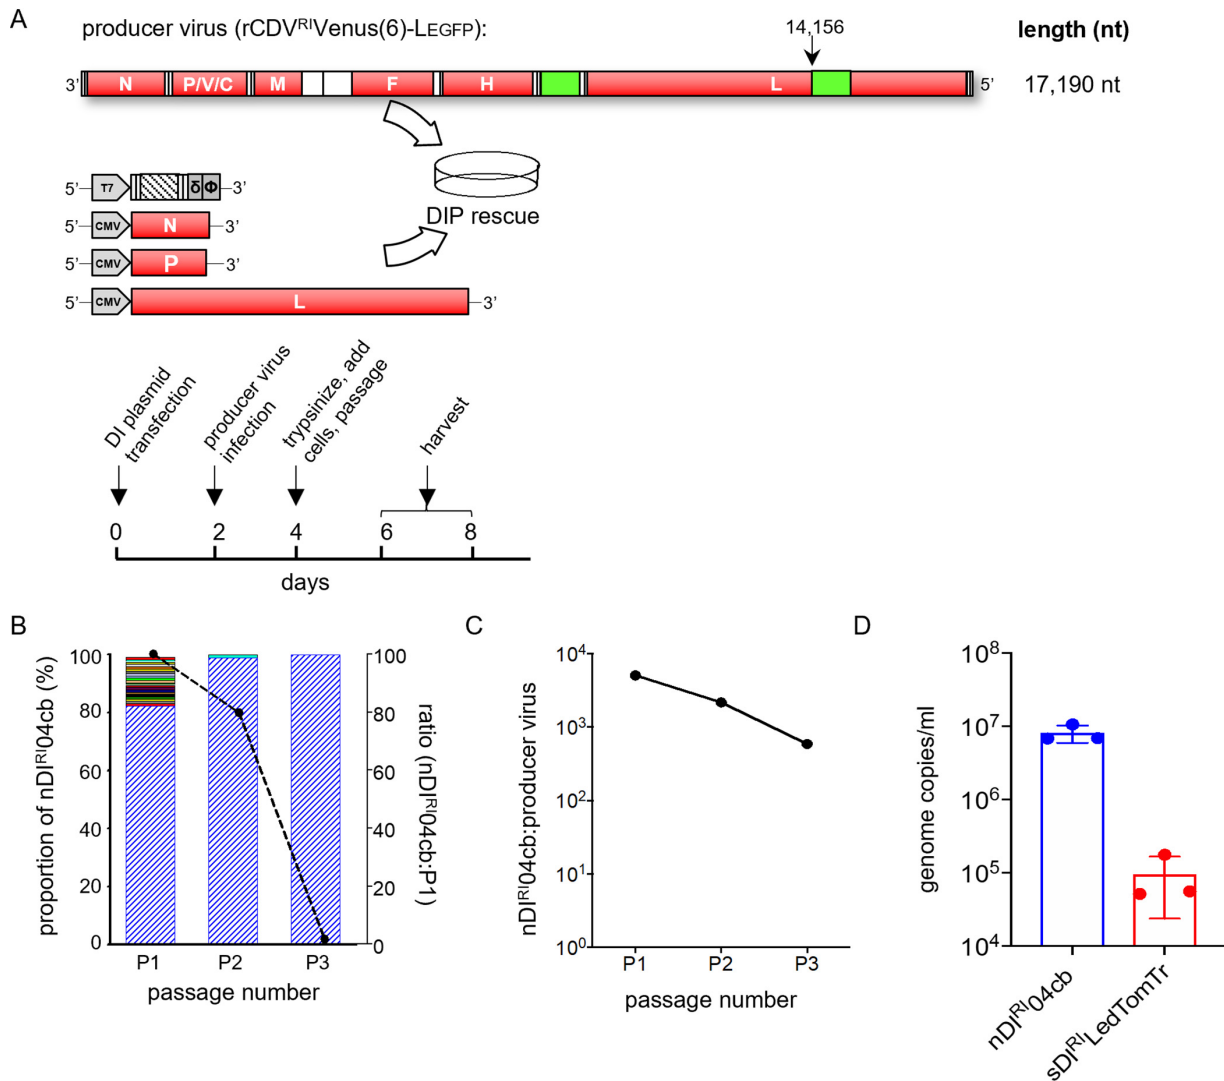 A
producer virus (rCDVᴿᴵVenus(6)-LEGFP):
14,156
length (nt)
3’
N
P/V/C
M
F
H
L
5’
17,190 nt
5’
T7
δ
Φ
3’
5’
CMV
N
3’
5’
CMV
P
3’
5’
CMV
L
3’
DIP rescue
DI plasmid
transfection
producer virus
infection
trypsinize, add
cells, passage
harvest
0
2
4
6
8
days
B
proportion of nDIᴿᴵ04cb (%)
100
80
60
40
20
0
100
80
60
40
20
0
ratio (nDIᴿᴵ04cb:P1)
P1
P2
P3
passage number
C
nDIᴿᴵ04cb:producer virus
10⁴
10³
10²
10¹
10⁰
P1
P2
P3
passage number
D
genome copies/ml
10⁸
10⁷
10⁶
10⁵
10⁴
nDIᴿᴵ04cb
sDIᴿᴵLedTomTr